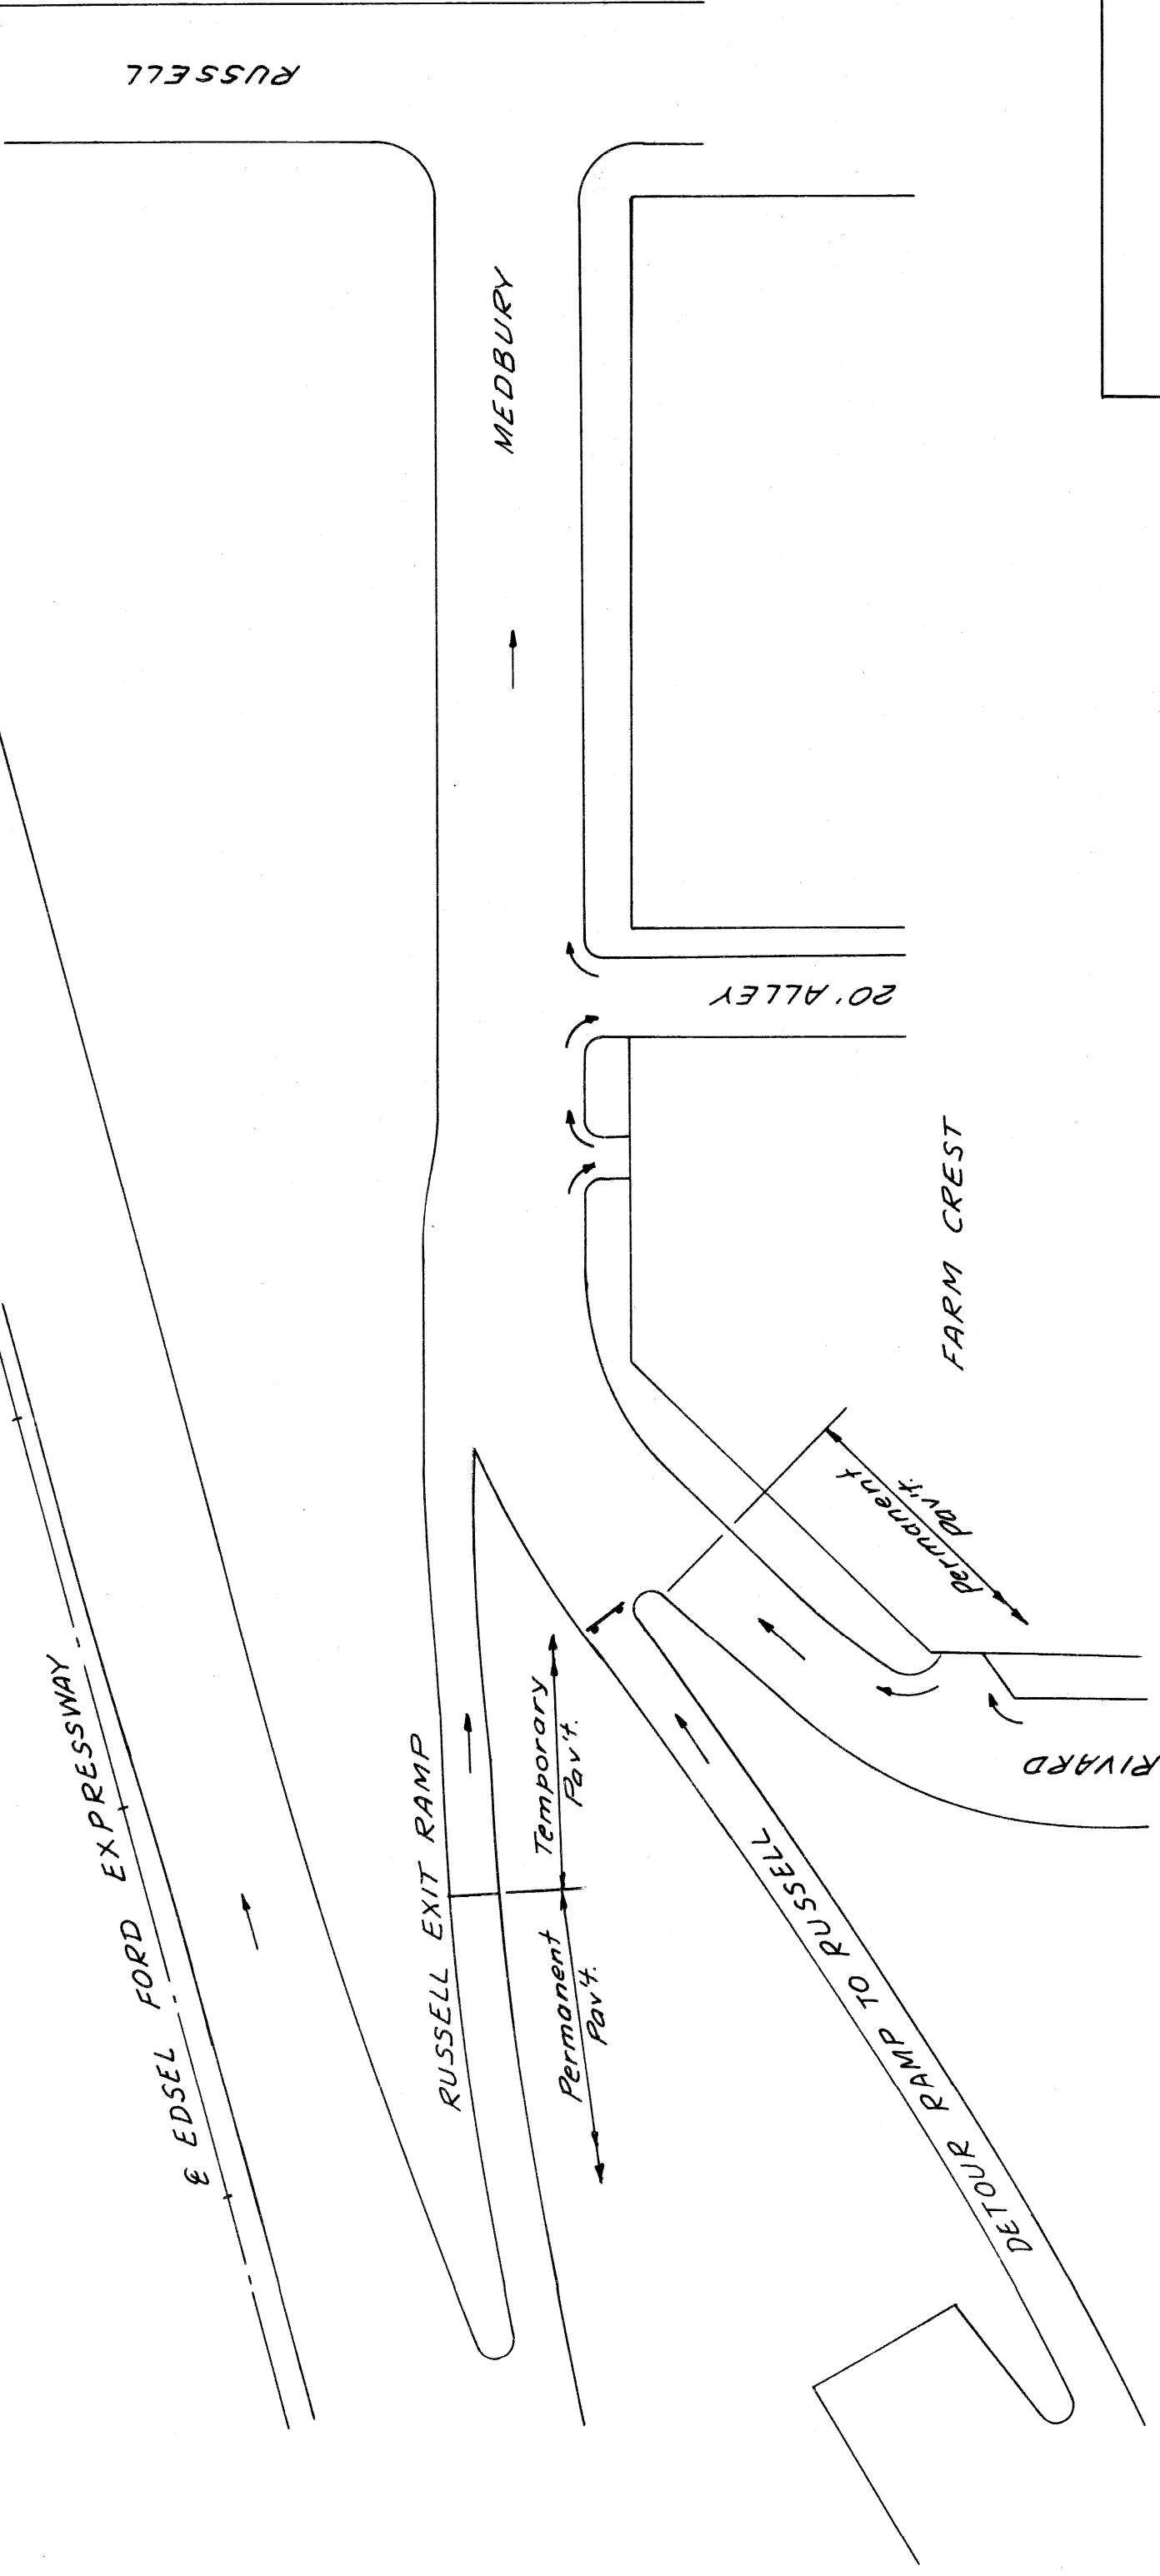 RUSSELL
MEDBURY
20' ALLEY
FARM CREST
Permanent
Pav't.
RIVARD
Temporary
Pav't.
Permanent
Pav't.
RUSSELL EXIT RAMP
℄ EDSEL FORD EXPRESSWAY
DETOUR RAMP TO RUSSELL